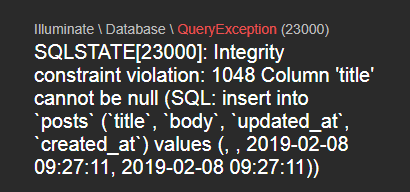 Illuminate \ Database \ QueryException (23000)
SQLSTATE[23000]: Integrity
constraint violation: 1048 Column 'title'
cannot be null (SQL: insert into
`posts` (`title`, `body`, `updated_at`,
`created_at`) values (, , 2019-02-08
09:27:11, 2019-02-08 09:27:11))